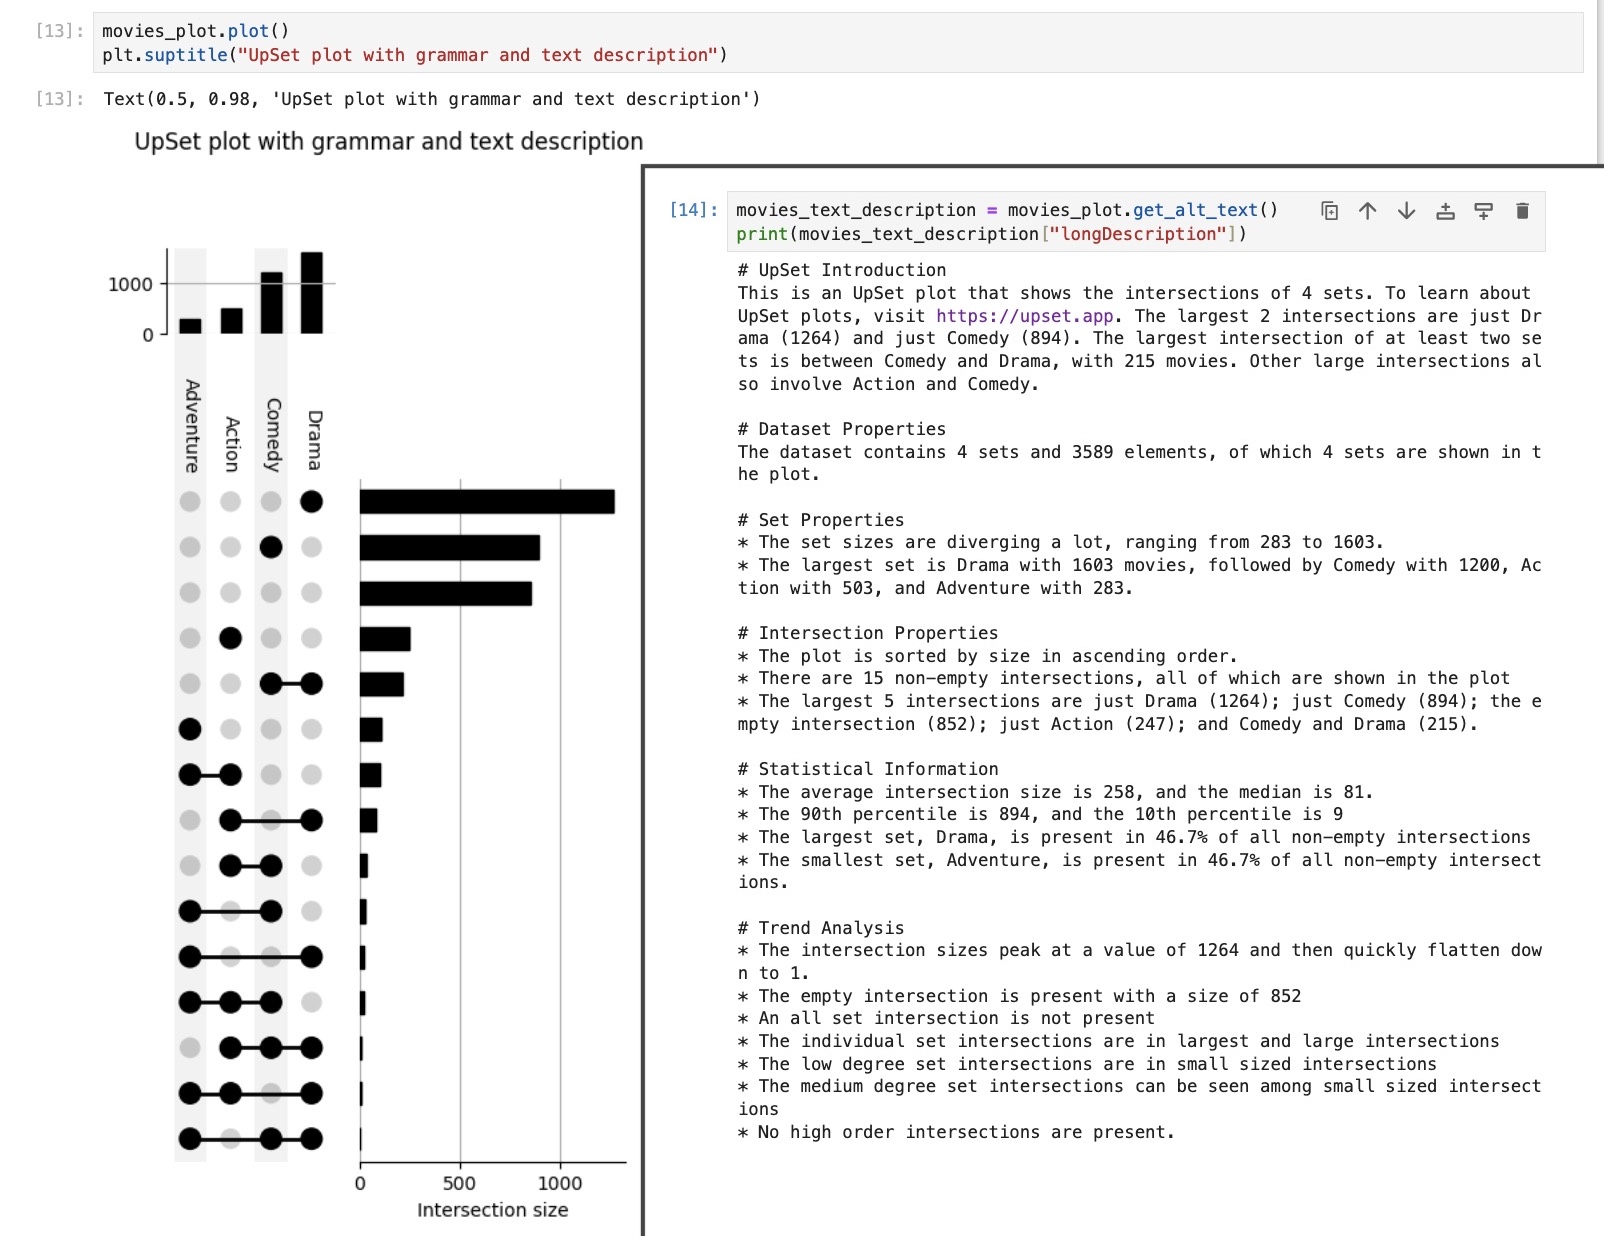 [13]: movies_plot.plot()
plt.suptitle("UpSet plot with grammar and text description")
[13]: Text(0.5, 0.98, 'UpSet plot with grammar and text description')
UpSet plot with grammar and text description
1000
0
Adventure
Action
Comedy
Drama
0
500
1000
Intersection size
[14]: movies_text_description = movies_plot.get_alt_text()
print(movies_text_description["longDescription"])
# UpSet Introduction
This is an UpSet plot that shows the intersections of 4 sets. To learn about
UpSet plots, visit https://upset.app. The largest 2 intersections are just Dr
ama (1264) and just Comedy (894). The largest intersection of at least two se
ts is between Comedy and Drama, with 215 movies. Other large intersections al
so involve Action and Comedy.
# Dataset Properties
The dataset contains 4 sets and 3589 elements, of which 4 sets are shown in t
he plot.
# Set Properties
* The set sizes are diverging a lot, ranging from 283 to 1603.
* The largest set is Drama with 1603 movies, followed by Comedy with 1200, Ac
tion with 503, and Adventure with 283.
# Intersection Properties
* The plot is sorted by size in ascending order.
* There are 15 non-empty intersections, all of which are shown in the plot
* The largest 5 intersections are just Drama (1264); just Comedy (894); the e
mpty intersection (852); just Action (247); and Comedy and Drama (215).
# Statistical Information
* The average intersection size is 258, and the median is 81.
* The 90th percentile is 894, and the 10th percentile is 9
* The largest set, Drama, is present in 46.7% of all non-empty intersections
* The smallest set, Adventure, is present in 46.7% of all non-empty intersect
ions.
# Trend Analysis
* The intersection sizes peak at a value of 1264 and then quickly flatten dow
n to 1.
* The empty intersection is present with a size of 852
* An all set intersection is not present
* The individual set intersections are in largest and large intersections
* The low degree set intersections are in small sized intersections
* The medium degree set intersections can be seen among small sized intersect
ions
* No high order intersections are present.